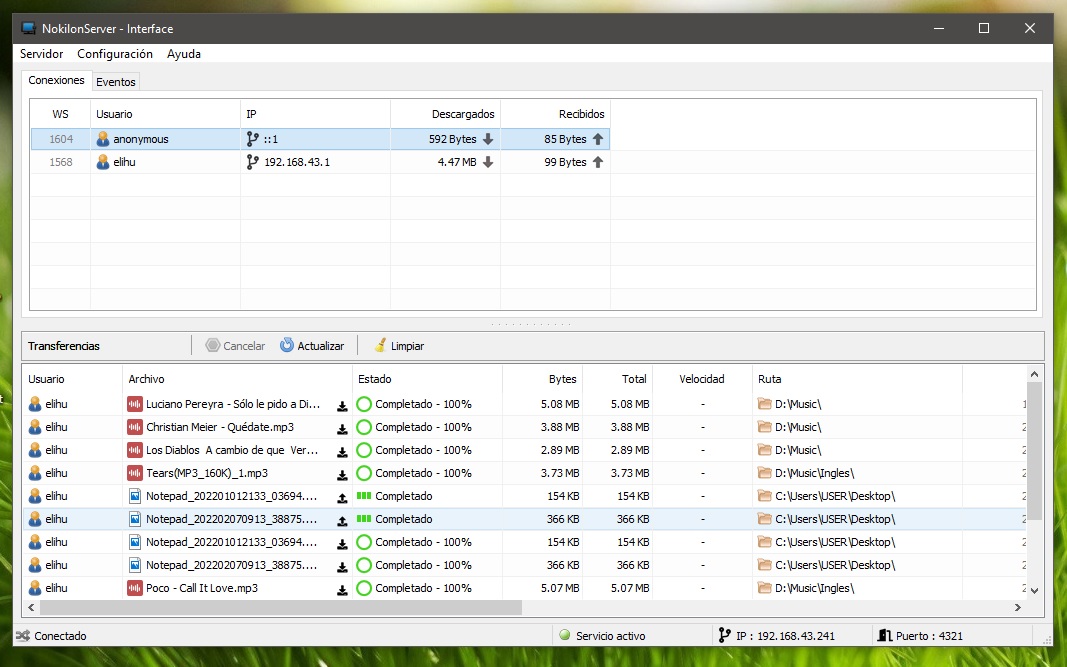 NokilonServer - Interface
Servidor Configuración Ayuda
Conexiones Eventos
WS Usuario IP Descargados Recibidos
1604 anonymous ::1 592 Bytes 85 Bytes
1568 elihu 192.168.43.1 4.47 MB 99 Bytes
Transferencias Cancelar Actualizar Limpiar
Usuario Archivo Estado Bytes Total Velocidad Ruta
elihu Luciano Pereyra - Sólo le pido a Di... Completado - 100% 5.08 MB 5.08 MB - D:\Music\
elihu Christian Meier - Quédate.mp3 Completado - 100% 3.88 MB 3.88 MB - D:\Music\
elihu Los Diablos A cambio de que Ver... Completado - 100% 2.89 MB 2.89 MB - D:\Music\
elihu Tears(MP3_160K)_1.mp3 Completado - 100% 3.73 MB 3.73 MB - D:\Music\Ingles\
elihu Notepad_202201012133_03694.... Completado 154 KB 154 KB - C:\Users\USER\Desktop\
elihu Notepad_202202070913_38875.... Completado 366 KB 366 KB - C:\Users\USER\Desktop\
elihu Notepad_202201012133_03694.... Completado - 100% 154 KB 154 KB - C:\Users\USER\Desktop\
elihu Notepad_202202070913_38875.... Completado - 100% 366 KB 366 KB - C:\Users\USER\Desktop\
elihu Poco - Call It Love.mp3 Completado - 100% 5.07 MB 5.07 MB - D:\Music\Ingles\
Conectado Servicio activo IP : 192.168.43.241 Puerto : 4321